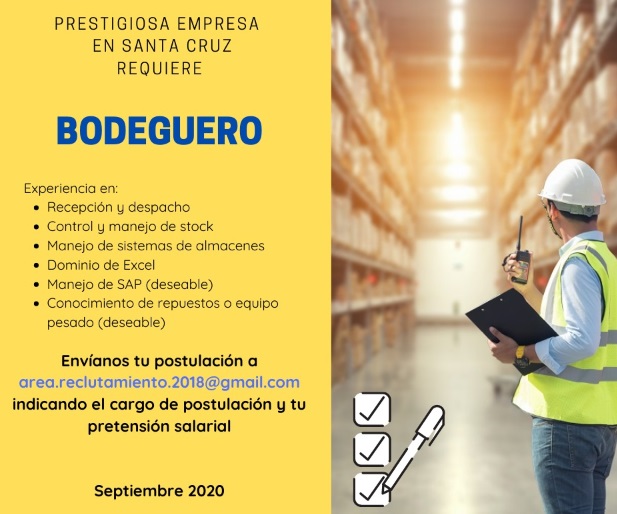 PRESTIGIOSA EMPRESA
EN SANTA CRUZ
REQUIERE
BODEGUERO
Experiencia en:
• Recepción y despacho
• Control y manejo de stock
• Manejo de sistemas de almacenes
• Dominio de Excel
• Manejo de SAP (deseable)
• Conocimiento de repuestos o equipo
pesado (deseable)
Envíanos tu postulación a
area.reclutamiento.2018@gmail.com
indicando el cargo de postulación y tu
pretensión salarial
Septiembre 2020